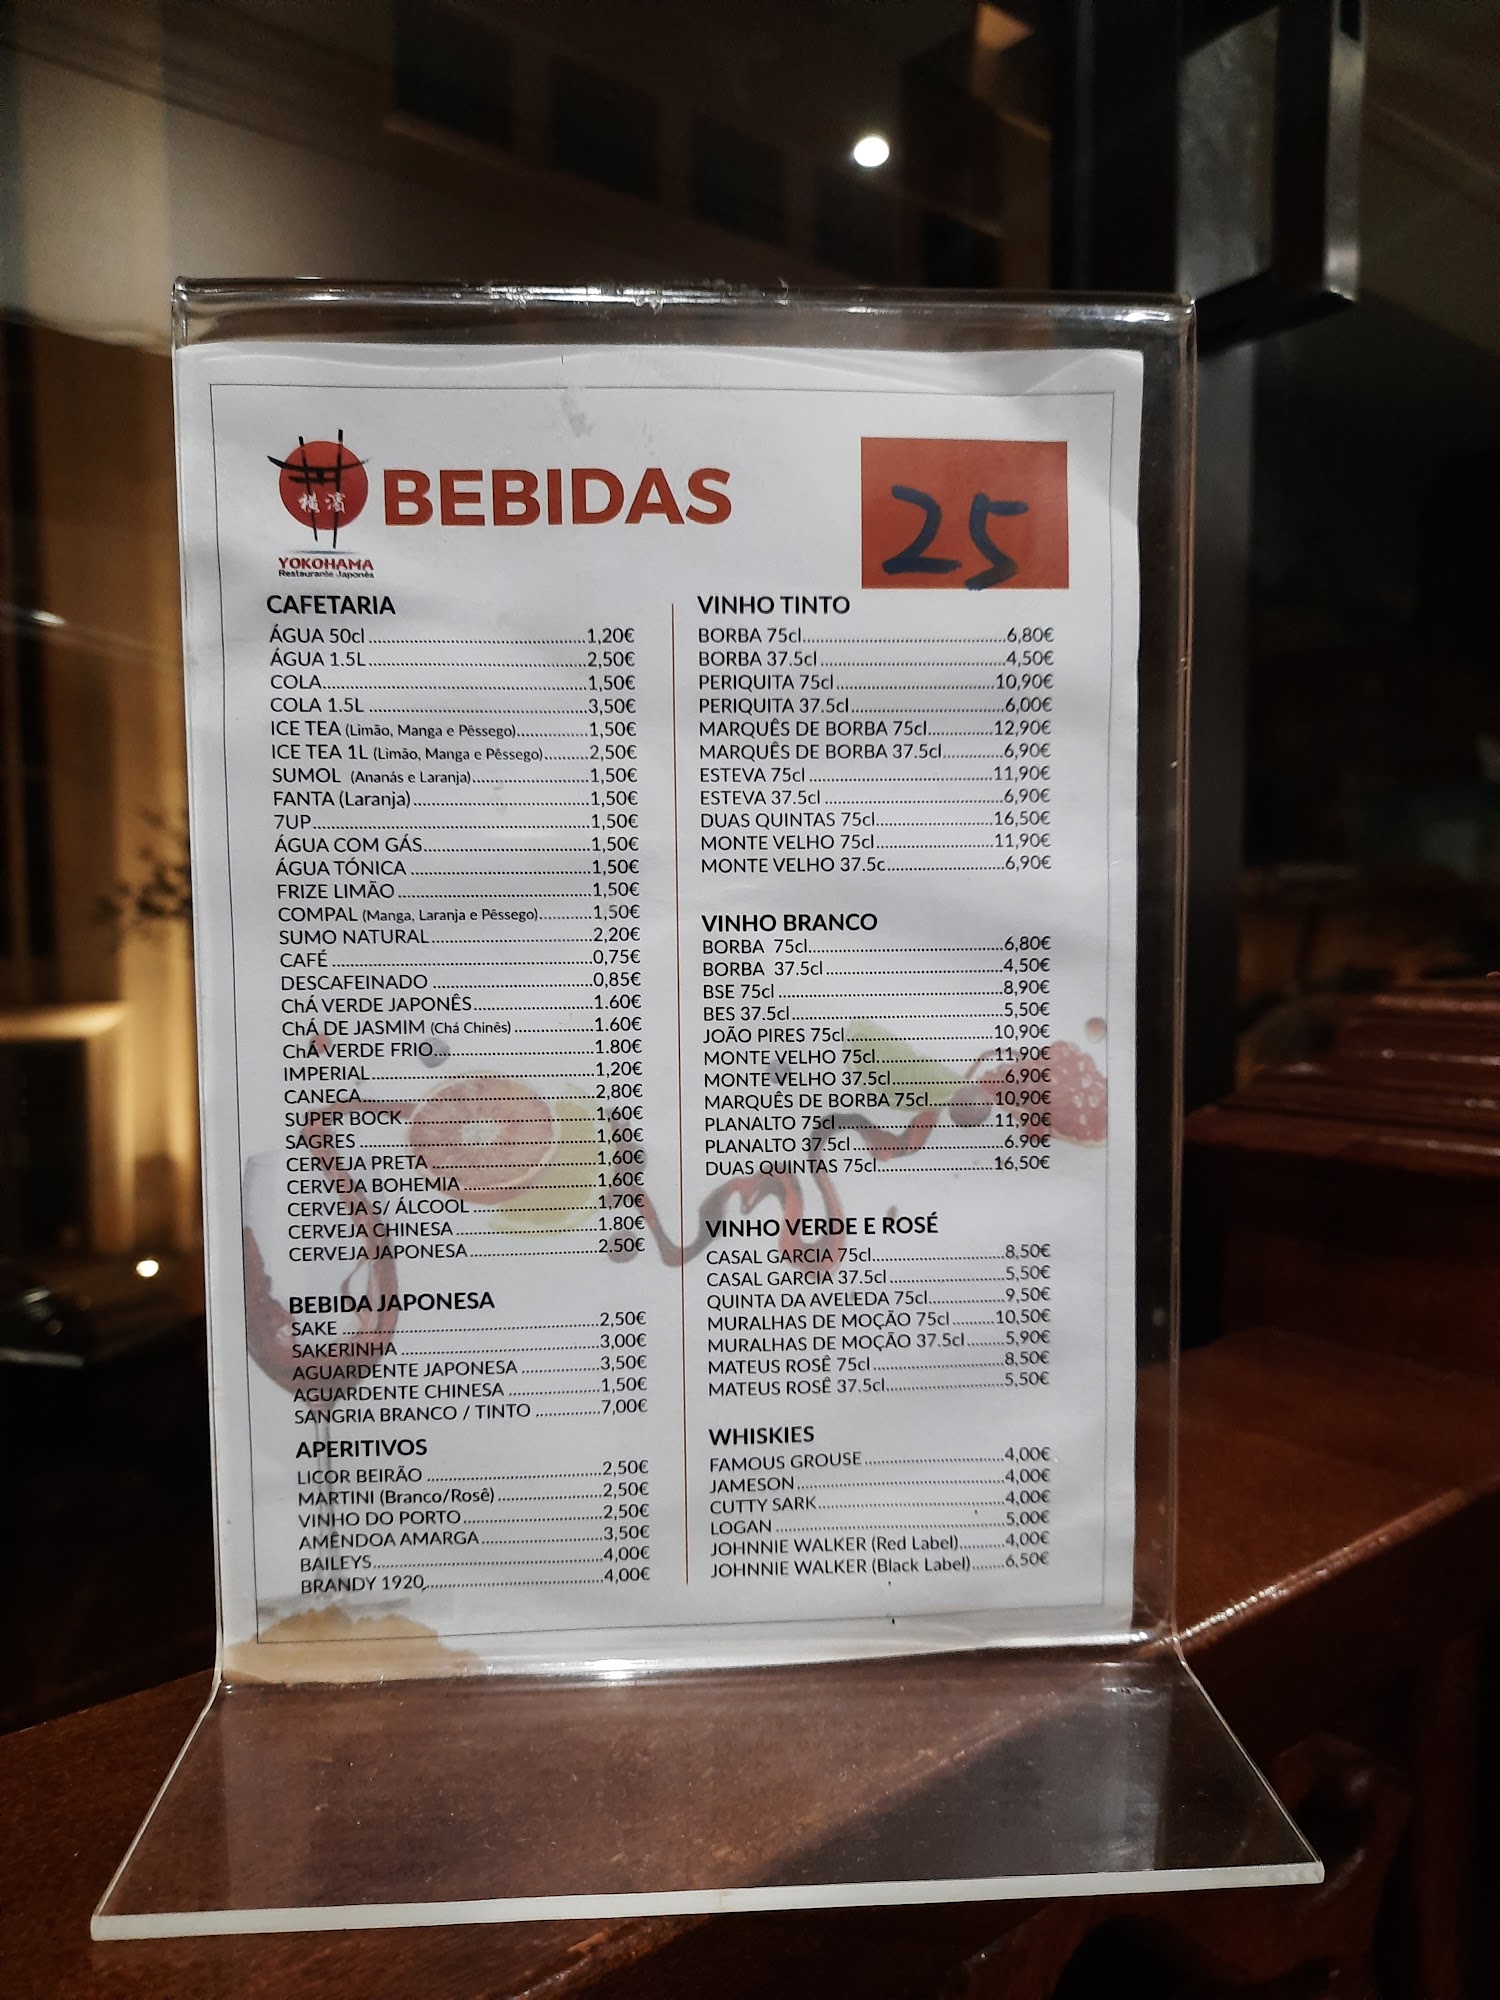 BEBIDAS
25
横濱
YOKOHAMA
Restaurante Japonês
CAFETARIA
ÁGUA 50cl 1,20€
ÁGUA 1.5L 2,50€
COLA 1,50€
COLA 1.5L 3,50€
ICE TEA (Limão, Manga e Pêssego) 1,50€
ICE TEA 1L (Limão, Manga e Pêssego) 2,50€
SUMOL (Ananás e Laranja) 1,50€
FANTA (Laranja) 1,50€
7UP 1,50€
ÁGUA COM GÁS 1,50€
ÁGUA TÓNICA 1,50€
FRIZE LIMÃO 1,50€
COMPAL (Manga, Laranja e Pêssego) 1,50€
SUMO NATURAL 2,20€
CAFÉ 0,75€
DESCAFEINADO 0,85€
ChÁ VERDE JAPONÊS 1.60€
ChÁ DE JASMIM (Chá Chinês) 1.60€
ChÁ VERDE FRIO 1.80€
IMPERIAL 1,20€
CANECA 2,80€
SUPER BOCK 1,60€
SAGRES 1,60€
CERVEJA PRETA 1,60€
CERVEJA BOHEMIA 1,60€
CERVEJA S/ ÁLCOOL 1,70€
CERVEJA CHINESA 1.80€
CERVEJA JAPONESA 2.50€
BEBIDA JAPONESA
SAKE 2,50€
SAKERINHA 3,00€
AGUARDENTE JAPONESA 3,50€
AGUARDENTE CHINESA 1,50€
SANGRIA BRANCO / TINTO 7,00€
APERITIVOS
LICOR BEIRÃO 2,50€
MARTINI (Branco/Rosê) 2,50€
VINHO DO PORTO 2,50€
AMÊNDOA AMARGA 3,50€
BAILEYS 4,00€
BRANDY 1920 4,00€
VINHO TINTO
BORBA 75cl 6,80€
BORBA 37.5cl 4,50€
PERIQUITA 75cl 10,90€
PERIQUITA 37.5cl 6,00€
MARQUÊS DE BORBA 75cl 12,90€
MARQUÊS DE BORBA 37.5cl 6,90€
ESTEVA 75cl 11,90€
ESTEVA 37.5cl 6,90€
DUAS QUINTAS 75cl 16,50€
MONTE VELHO 75cl 11,90€
MONTE VELHO 37.5c 6,90€
VINHO BRANCO
BORBA 75cl 6,80€
BORBA 37.5cl 4,50€
BSE 75cl 8,90€
BES 37.5cl 5,50€
JOÃO PIRES 75cl 10,90€
MONTE VELHO 75cl 11,90€
MONTE VELHO 37.5cl 6,90€
MARQUÊS DE BORBA 75cl 10,90€
PLANALTO 75cl 11,90€
PLANALTO 37.5cl 6.90€
DUAS QUINTAS 75cl 16,50€
VINHO VERDE E ROSÉ
CASAL GARCIA 75cl 8,50€
CASAL GARCIA 37.5cl 5,50€
QUINTA DA AVELEDA 75cl 9,50€
MURALHAS DE MOÇÃO 75cl 10,50€
MURALHAS DE MOÇÃO 37.5cl 5,90€
MATEUS ROSÊ 75cl 8,50€
MATEUS ROSÊ 37.5cl 5,50€
WHISKIES
FAMOUS GROUSE 4,00€
JAMESON 4,00€
CUTTY SARK 4,00€
LOGAN 5,00€
JOHNNIE WALKER (Red Label) 4,00€
JOHNNIE WALKER (Black Label) 6,50€